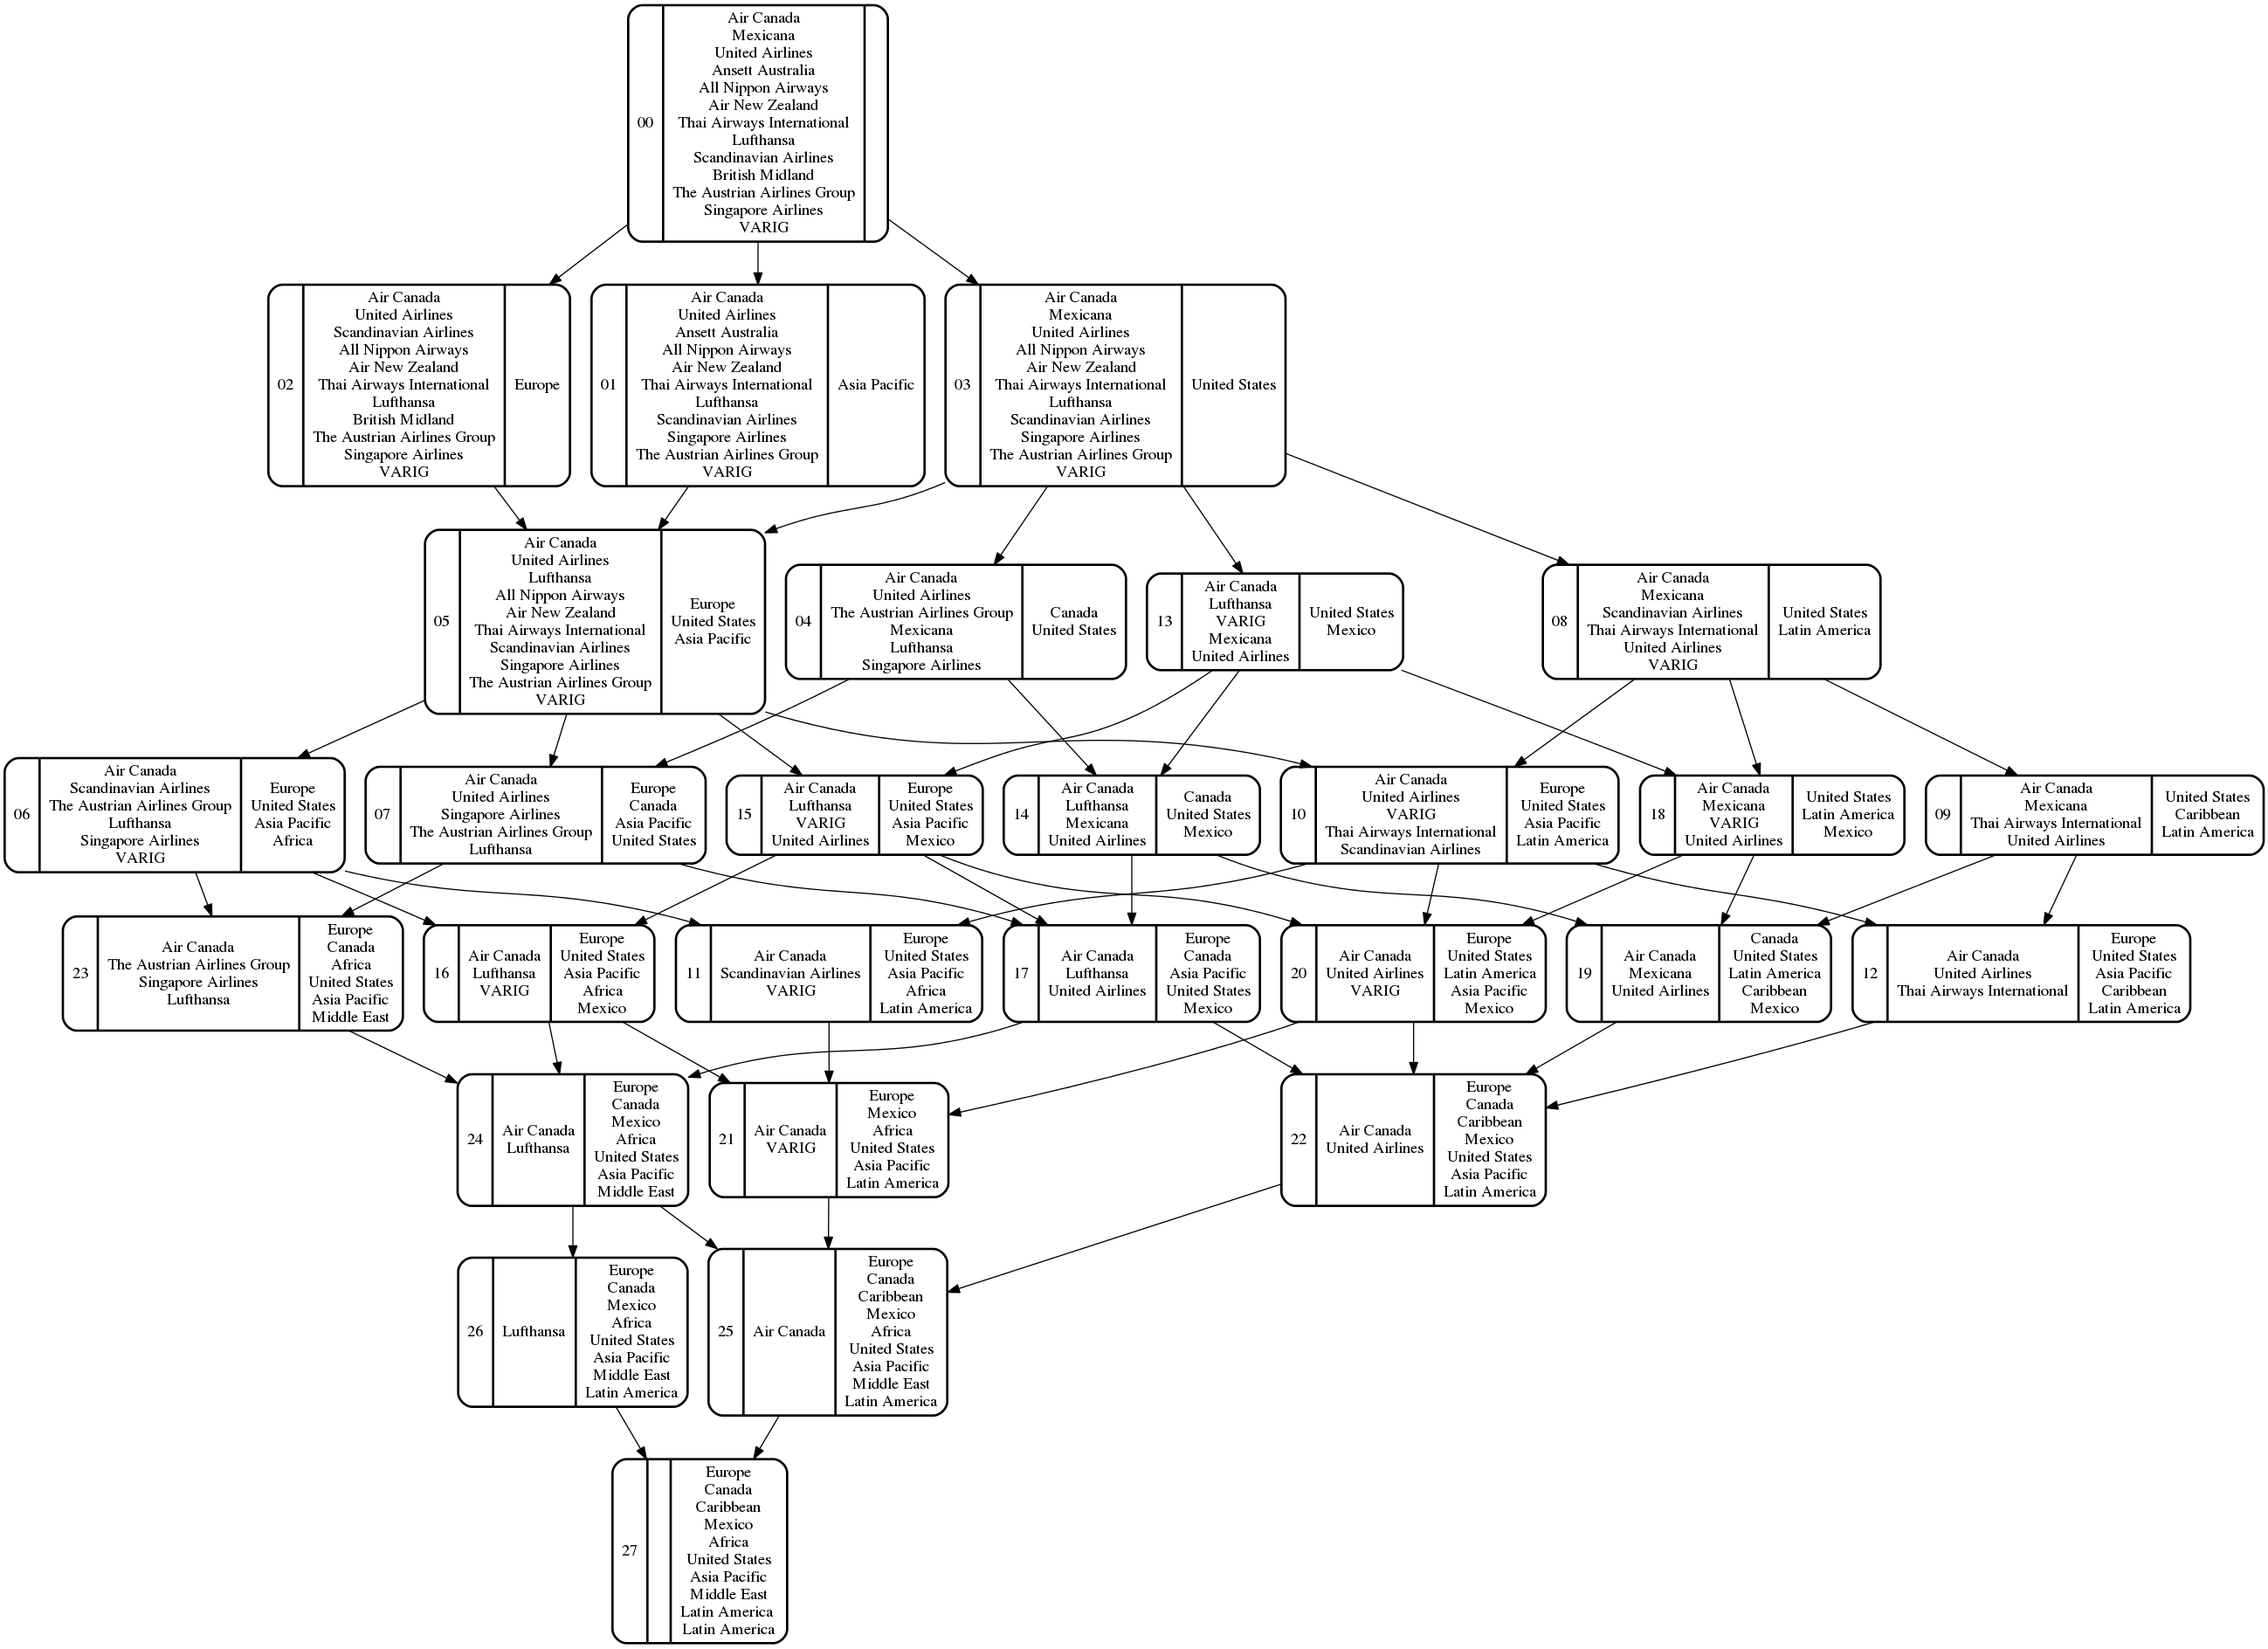 00
Air Canada
Mexicana
United Airlines
Ansett Australia
All Nippon Airways
Air New Zealand
Thai Airways International
Lufthansa
Scandinavian Airlines
British Midland
The Austrian Airlines Group
Singapore Airlines
VARIG
02
Air Canada
United Airlines
Scandinavian Airlines
All Nippon Airways
Air New Zealand
Thai Airways International
Lufthansa
British Midland
The Austrian Airlines Group
Singapore Airlines
VARIG
Europe
01
Air Canada
United Airlines
Ansett Australia
All Nippon Airways
Air New Zealand
Thai Airways International
Lufthansa
Scandinavian Airlines
Singapore Airlines
The Austrian Airlines Group
VARIG
Asia Pacific
03
Air Canada
Mexicana
United Airlines
All Nippon Airways
Air New Zealand
Thai Airways International
Lufthansa
Scandinavian Airlines
Singapore Airlines
The Austrian Airlines Group
VARIG
United States
05
Air Canada
United Airlines
Lufthansa
All Nippon Airways
Air New Zealand
Thai Airways International
Scandinavian Airlines
Singapore Airlines
The Austrian Airlines Group
VARIG
Europe
United States
Asia Pacific
04
Air Canada
United Airlines
The Austrian Airlines Group
Mexicana
Lufthansa
Singapore Airlines
Canada
United States
13
Air Canada
Lufthansa
VARIG
Mexicana
United Airlines
United States
Mexico
08
Air Canada
Mexicana
Scandinavian Airlines
Thai Airways International
United Airlines
VARIG
United States
Latin America
06
Air Canada
Scandinavian Airlines
The Austrian Airlines Group
Lufthansa
Singapore Airlines
VARIG
Europe
United States
Asia Pacific
Africa
07
Air Canada
United Airlines
Singapore Airlines
The Austrian Airlines Group
Lufthansa
Europe
Canada
Asia Pacific
United States
15
Air Canada
Lufthansa
VARIG
United Airlines
Europe
United States
Asia Pacific
Mexico
14
Air Canada
Lufthansa
Mexicana
United Airlines
Canada
United States
Mexico
10
Air Canada
United Airlines
VARIG
Thai Airways International
Scandinavian Airlines
Europe
United States
Asia Pacific
Latin America
18
Air Canada
Mexicana
VARIG
United Airlines
United States
Latin America
Mexico
09
Air Canada
Mexicana
Thai Airways International
United Airlines
United States
Caribbean
Latin America
23
Air Canada
The Austrian Airlines Group
Singapore Airlines
Lufthansa
Europe
Canada
Africa
United States
Asia Pacific
Middle East
16
Air Canada
Lufthansa
VARIG
Europe
United States
Asia Pacific
Africa
Mexico
11
Air Canada
Scandinavian Airlines
VARIG
Europe
United States
Asia Pacific
Africa
Latin America
17
Air Canada
Lufthansa
United Airlines
Europe
Canada
Asia Pacific
United States
Mexico
20
Air Canada
United Airlines
VARIG
Europe
United States
Latin America
Asia Pacific
Mexico
19
Air Canada
Mexicana
United Airlines
Canada
United States
Latin America
Caribbean
Mexico
12
Air Canada
United Airlines
Thai Airways International
Europe
United States
Asia Pacific
Caribbean
Latin America
24
Air Canada
Lufthansa
Europe
Canada
Mexico
Africa
United States
Asia Pacific
Middle East
21
Air Canada
VARIG
Europe
Mexico
Africa
United States
Asia Pacific
Latin America
22
Air Canada
United Airlines
Europe
Canada
Caribbean
Mexico
United States
Asia Pacific
Latin America
26
Lufthansa
Europe
Canada
Mexico
Africa
United States
Asia Pacific
Middle East
Latin America
25
Air Canada
Europe
Canada
Caribbean
Mexico
Africa
United States
Asia Pacific
Middle East
Latin America
27
Europe
Canada
Caribbean
Mexico
Africa
United States
Asia Pacific
Middle East
Latin America
Latin America